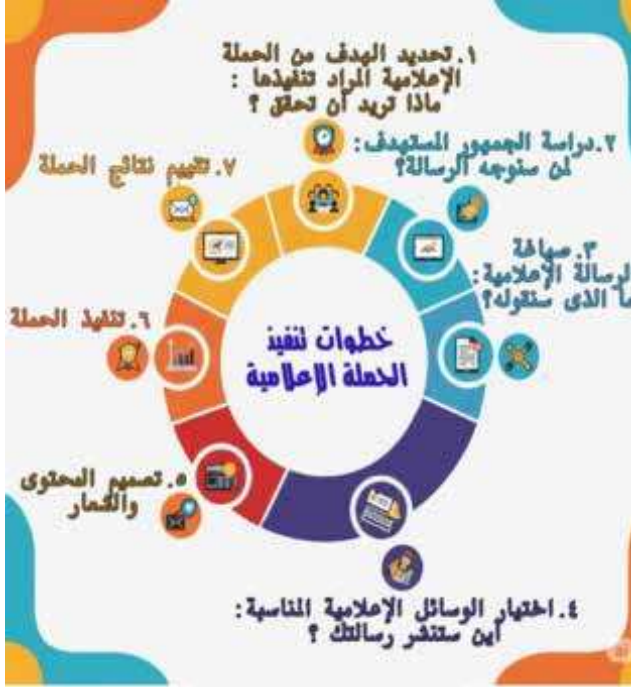 ١. تحديد الهدف من الحملة
الإعلامية المراد تنفيذها :
ماذا تريد أن تحقق ؟
٢.دراسة الجمهور المستهدف:
لمن ستوجه الرسالة؟
٣. صياغة
الرسالة الإعلامية:
ما الذى ستقوله؟
٤. اختيار الوسائل الإعلامية المناسبة :
أين ستنشر رسالتك ؟
٥. تصميم المحتوى
والشعار
٦. تنفيذ الحملة
٧. تقييم نتائج الحملة
خطوات تنفيذ
الحملة الإعلامية